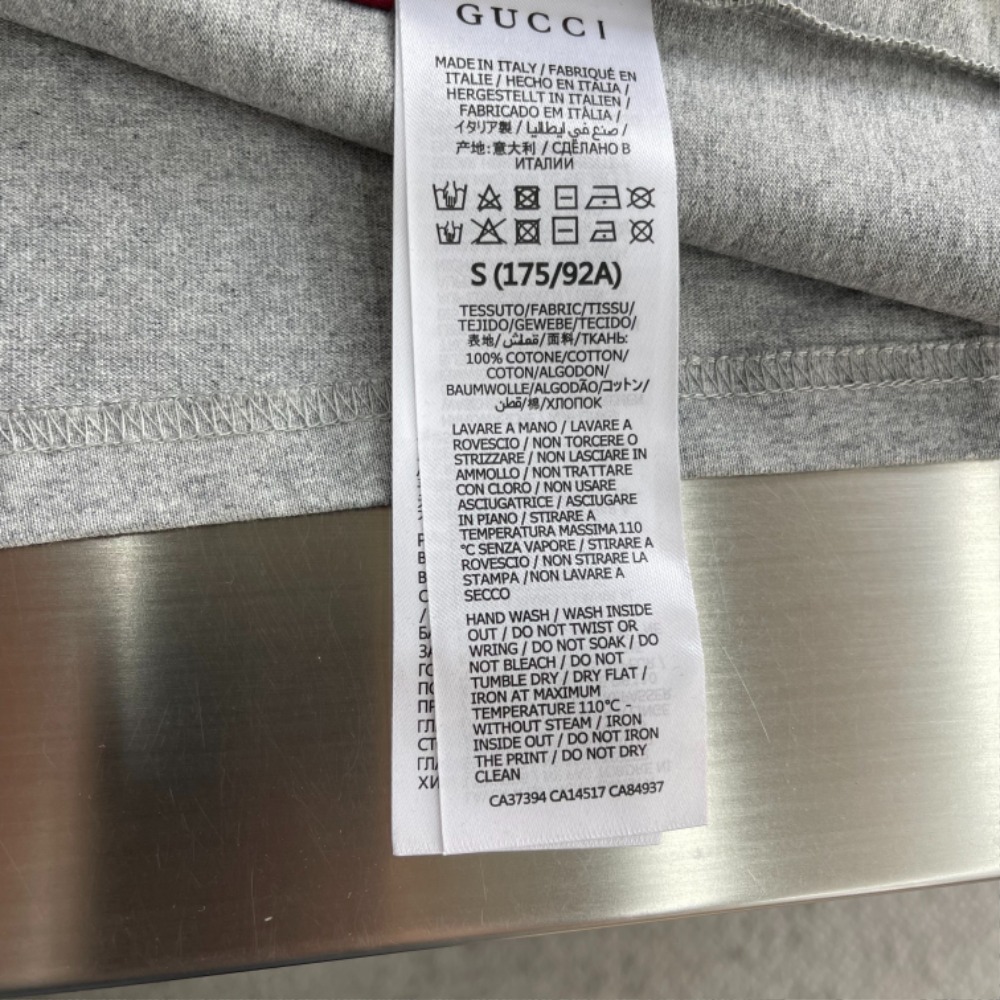 GUCCI
MADE IN ITALY / FABRIQUÉ EN
ITALIE / HECHO EN ITALIA /
HERGESTELLT IN ITALIEN /
FABRICADO EM ITÁLIA /
イタリア製 / صنع في ايطاليا /
产地:意大利 / СДЕЛАНО В
ИТАЛИИ
S (175/92A)
TESSUTO/FABRIC/TISSU/
TEJIDO/GEWEBE/TECIDO/
表地/قملش/面料/ТКАНЬ:
100% COTONE/COTTON/
COTON/ALGODON/
BAUMWOLLE/ALGODÃO/コットン/
قطن/棉/ХЛОПОК
LAVARE A MANO / LAVARE A
ROVESCIO / NON TORCERE O
STRIZZARE / NON LASCIARE IN
AMMOLLO / NON TRATTARE
CON CLORO / NON USARE
ASCIUGATRICE / ASCIUGARE
IN PIANO / STIRARE A
TEMPERATURA MASSIMA 110
°C SENZA VAPORE / STIRARE A
ROVESCIO / NON STIRARE LA
STAMPA / NON LAVARE A
SECCO
HAND WASH / WASH INSIDE
OUT / DO NOT TWIST OR
WRING / DO NOT SOAK / DO
NOT BLEACH / DO NOT
TUMBLE DRY / DRY FLAT /
IRON AT MAXIMUM
TEMPERATURE 110°C -
WITHOUT STEAM / IRON
INSIDE OUT / DO NOT IRON
THE PRINT / DO NOT DRY
CLEAN
CA37394 CA14517 CA84937